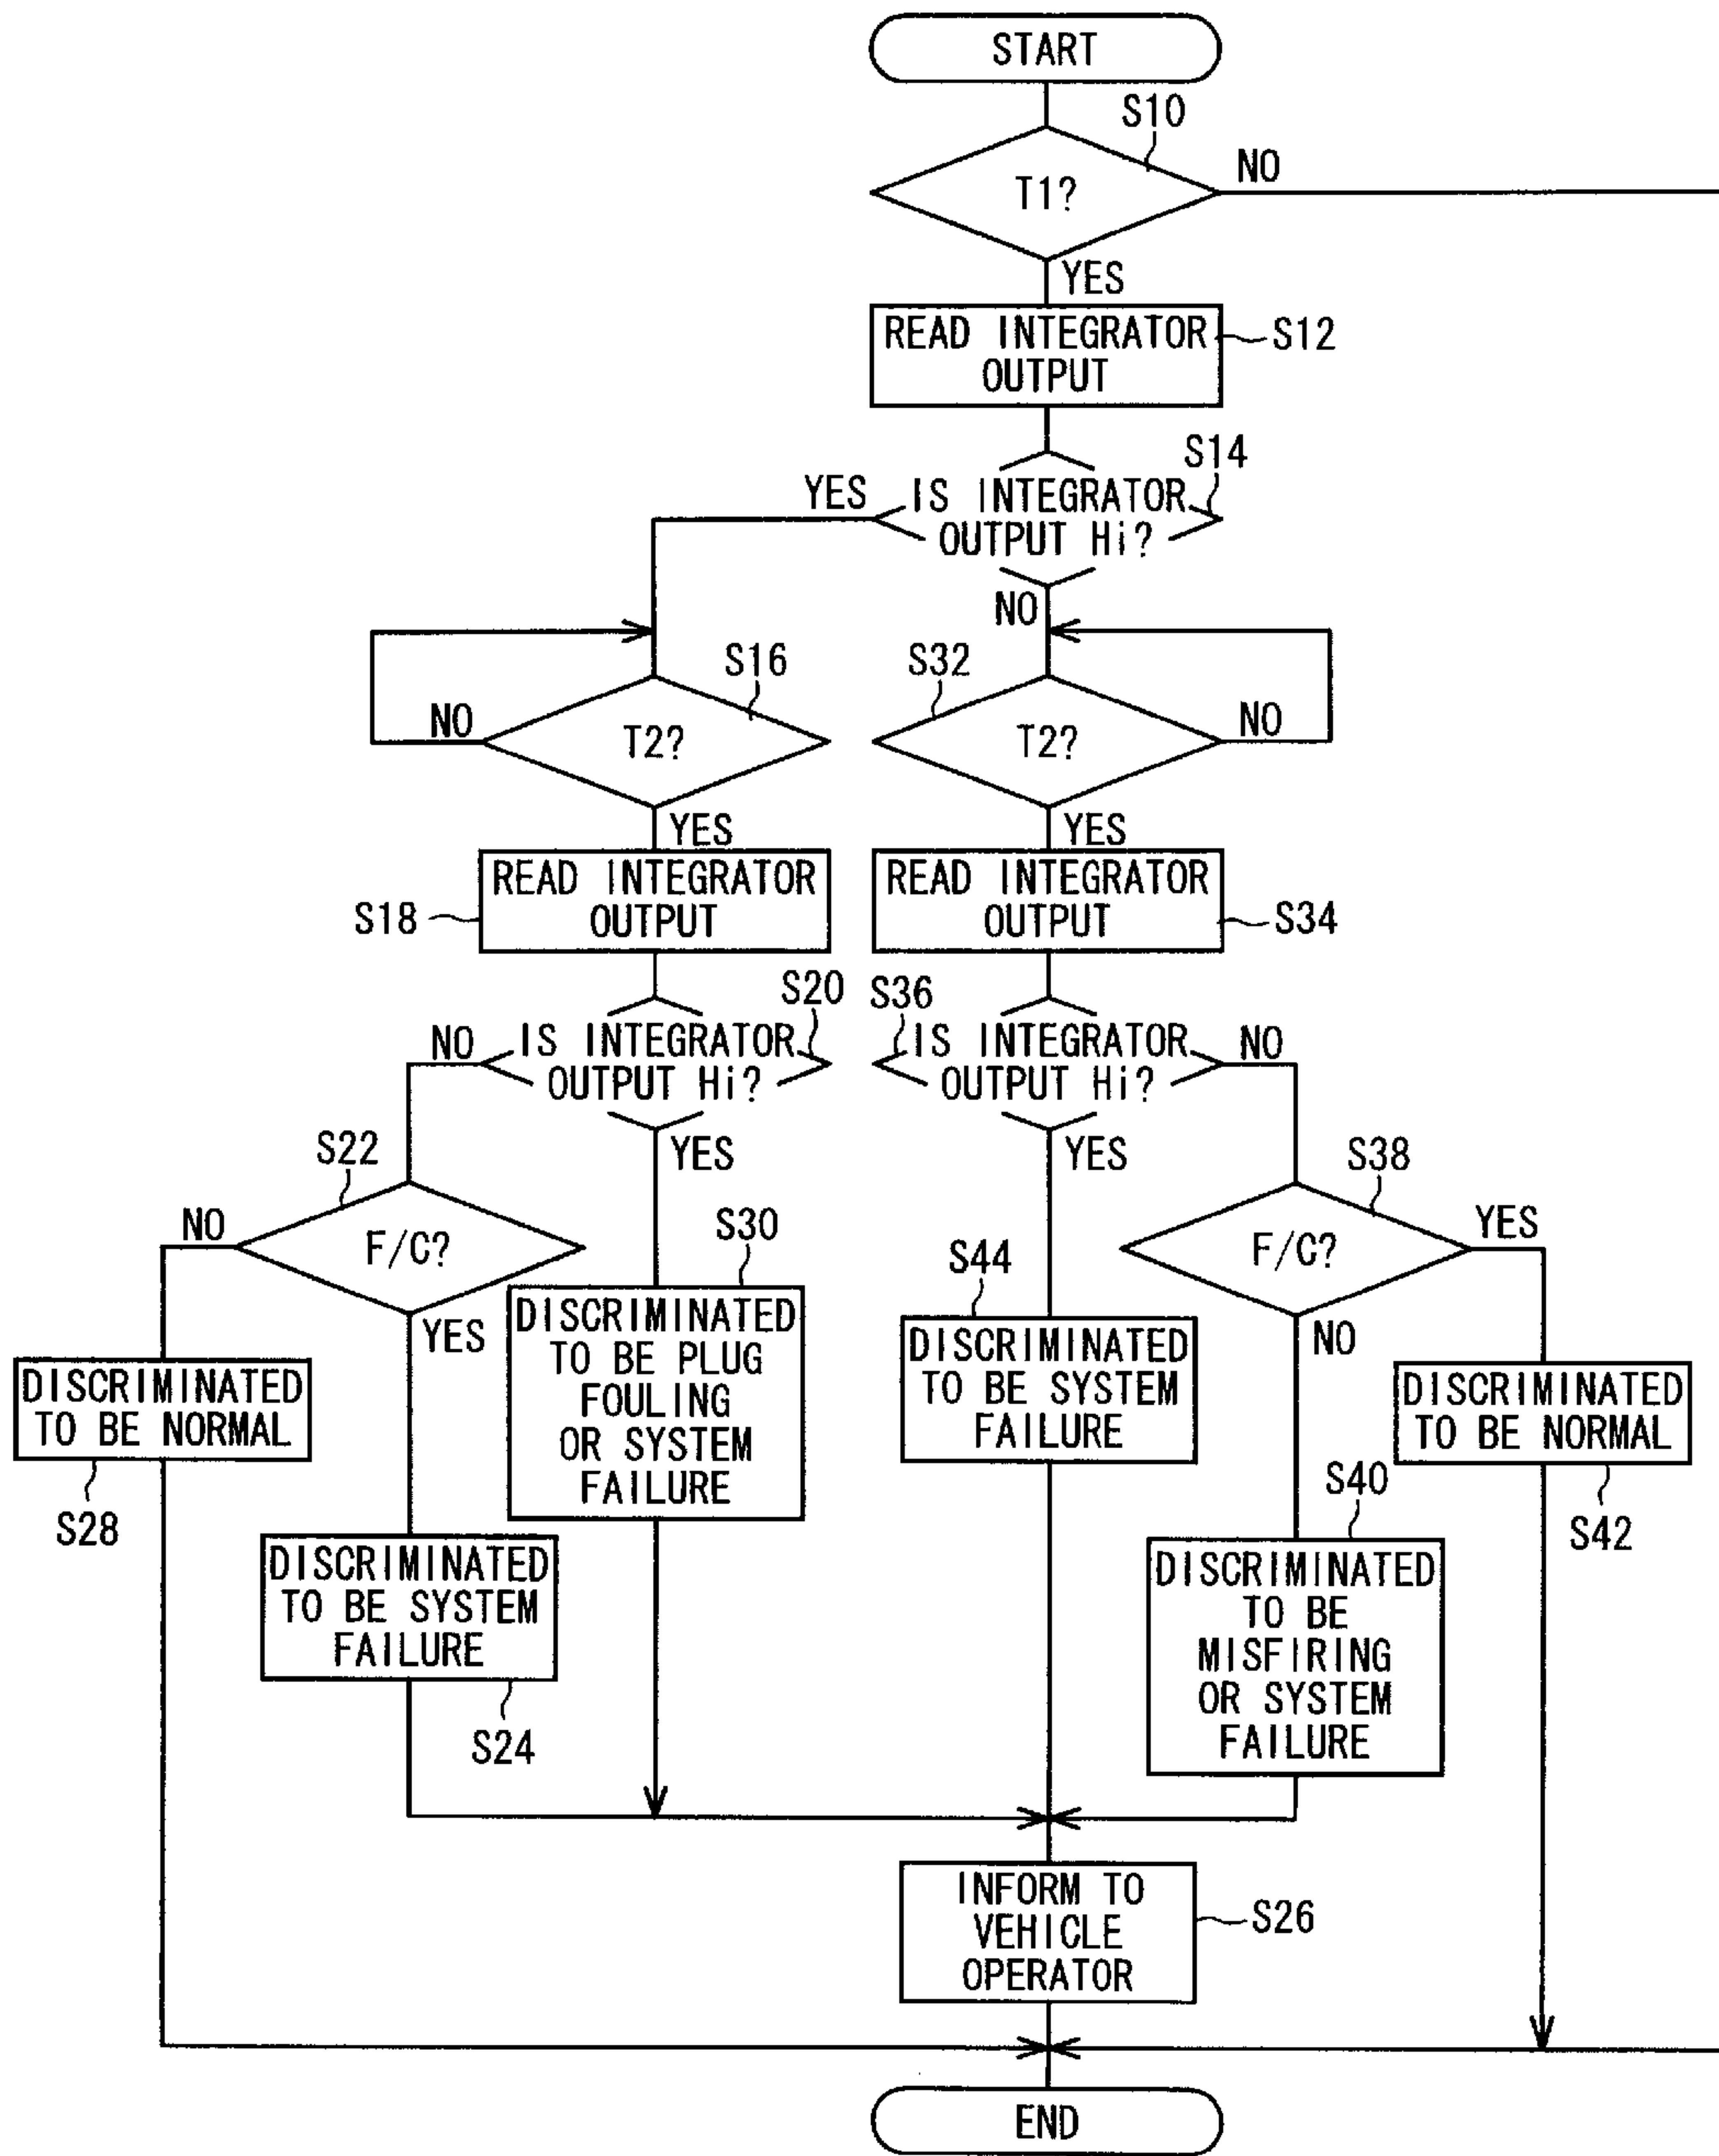 START
S10
T1?
NO
YES
READ INTEGRATOR
OUTPUT
S12
S14
YES
IS INTEGRATOR
OUTPUT Hi?
NO
S16
NO
T2?
YES
S32
T2?
NO
YES
READ INTEGRATOR
OUTPUT
S18
READ INTEGRATOR
OUTPUT
S34
S20
NO
IS INTEGRATOR
OUTPUT Hi?
YES
S36
IS INTEGRATOR
OUTPUT Hi?
NO
YES
S22
NO
F/C?
YES
S30
S44
S38
F/C?
YES
NO
DISCRIMINATED
TO BE NORMAL
S28
DISCRIMINATED
TO BE SYSTEM
FAILURE
S24
DISCRIMINATED
TO BE PLUG
FOULING
OR SYSTEM
FAILURE
DISCRIMINATED
TO BE SYSTEM
FAILURE
S40
DISCRIMINATED
TO BE
MISFIRING
OR SYSTEM
FAILURE
DISCRIMINATED
TO BE NORMAL
S42
INFORM TO
VEHICLE
OPERATOR
S26
END